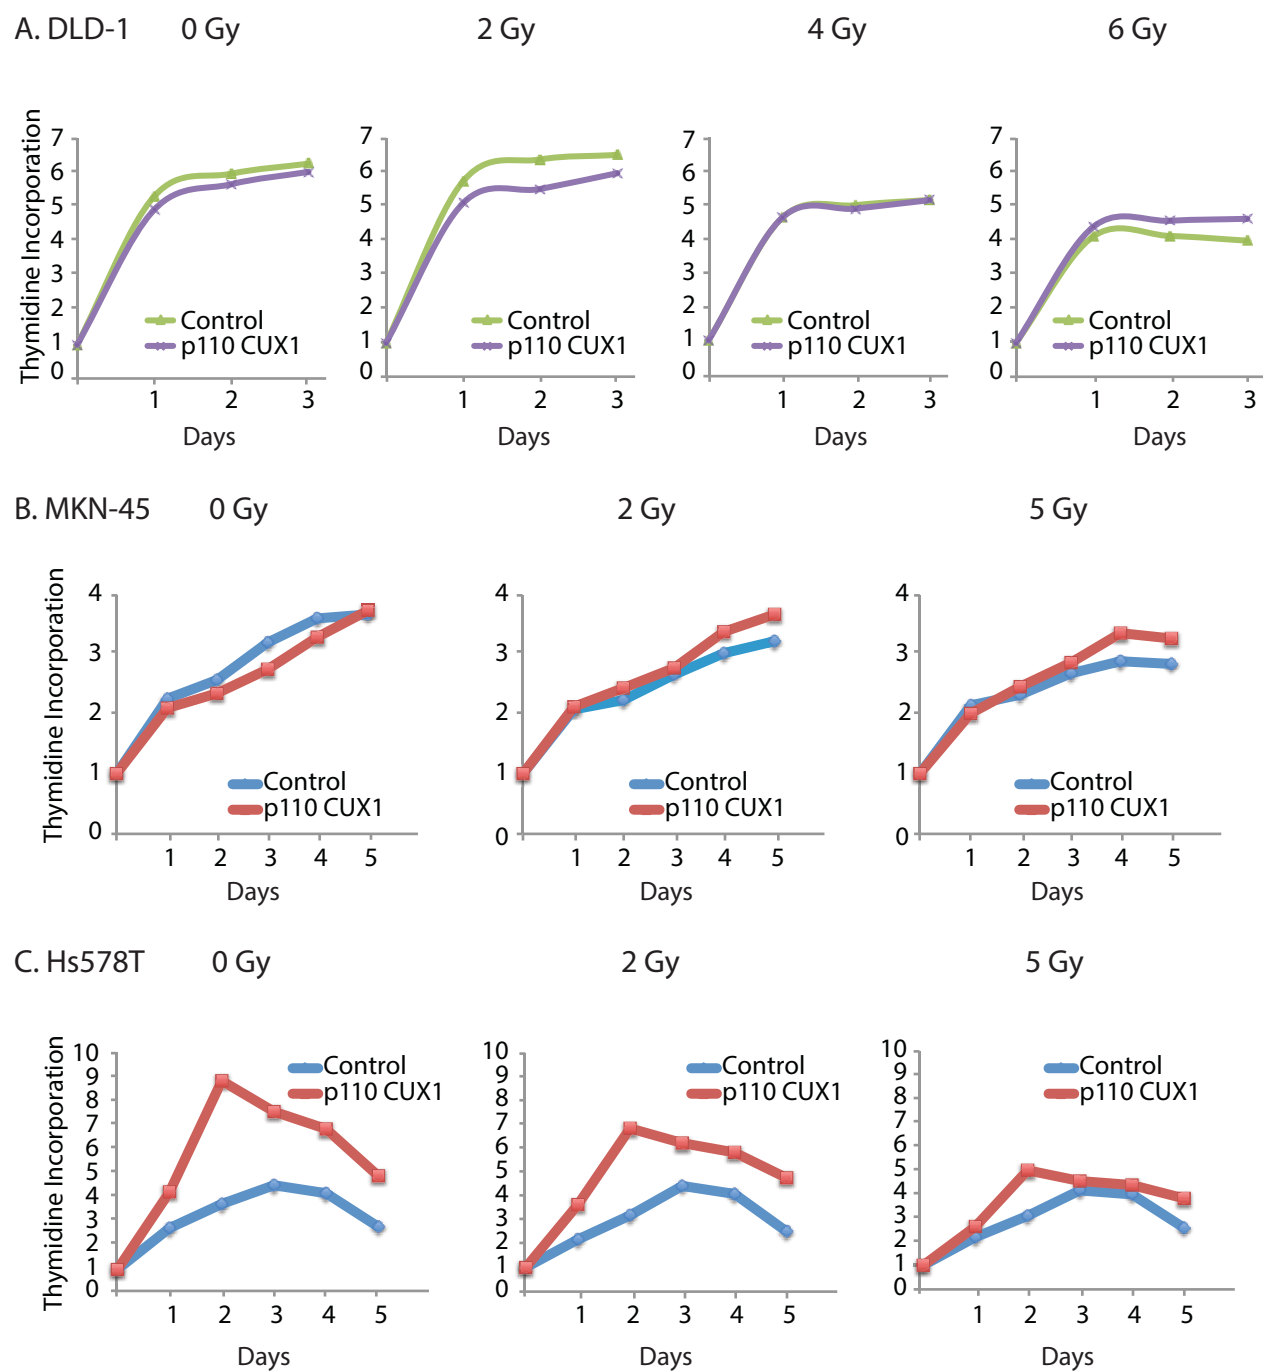 A. DLD-1 0 Gy 2 Gy 4 Gy 6 Gy
Thymidine Incorporation
7
6
5
4
3
2
1
0
Control
p110 CUX1
1 2 3
Days
7
6
5
4
3
2
1
0
Control
p110 CUX1
1 2 3
Days
7
6
5
4
3
2
1
0
Control
p110 CUX1
1 2 3
Days
7
6
5
4
3
2
1
0
Control
p110 CUX1
1 2 3
Days
B. MKN-45 0 Gy 2 Gy 5 Gy
Thymidine Incorporation
4
3
2
1
0
Control
p110 CUX1
1 2 3 4 5
Days
4
3
2
1
0
Control
p110 CUX1
1 2 3 4 5
Days
4
3
2
1
0
Control
p110 CUX1
1 2 3 4 5
Days
C. Hs578T 0 Gy 2 Gy 5 Gy
Thymidine Incorporation
10
9
8
7
6
5
4
3
2
1
0
Control
p110 CUX1
1 2 3 4 5
Days
10
9
8
7
6
5
4
3
2
1
0
Control
p110 CUX1
1 2 3 4 5
Days
10
9
8
7
6
5
4
3
2
1
0
Control
p110 CUX1
1 2 3 4 5
Days